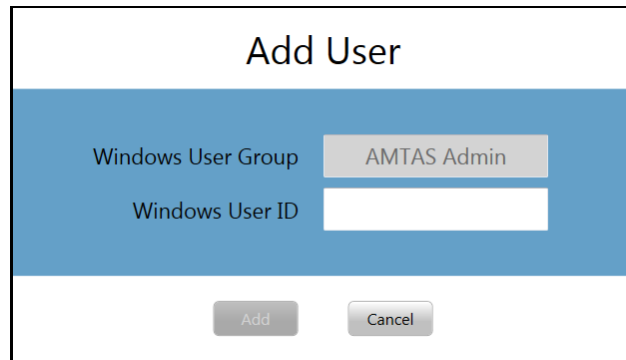 Add User
Windows User Group AMTAS Admin
Windows User ID
Add Cancel